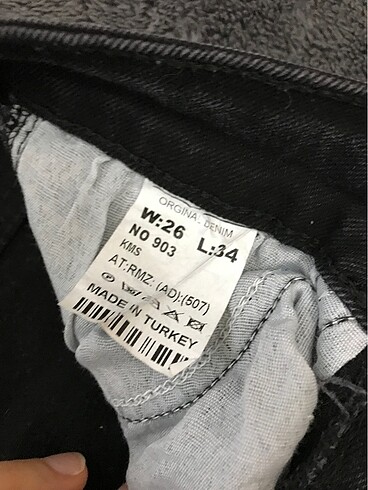 ORGINAL DENIM
W:26 L:34
NO 903
KMS
AT:RMZ: (AD):(507)
MADE IN TURKEY